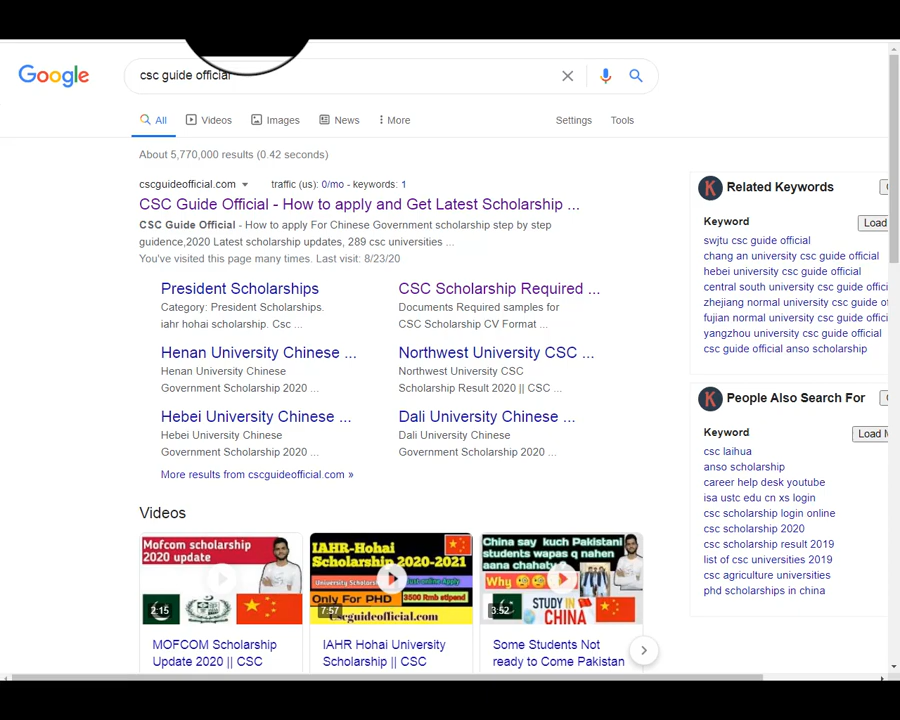 Google
csc guide official
All
Videos
Images
News
More
Settings
Tools
About 5,770,000 results (0.42 seconds)
cscguideofficial.com
traffic (us): 0/mo - keywords: 1
CSC Guide Official - How to apply and Get Latest Scholarship ...
CSC Guide Official - How to apply For Chinese Government scholarship step by step
guidence,2020 Latest scholarship updates, 289 csc universities ...
You've visited this page many times. Last visit: 8/23/20
President Scholarships
Category: President Scholarships.
iahr hohai scholarship. Csc ...
CSC Scholarship Required ...
Documents Required samples for
CSC Scholarship CV Format ...
Henan University Chinese ...
Henan University Chinese
Government Scholarship 2020 ...
Northwest University CSC ...
Northwest University CSC
Scholarship Result 2020 || CSC ...
Hebei University Chinese ...
Hebei University Chinese
Government Scholarship 2020 ...
Dali University Chinese ...
Dali University Chinese
Government Scholarship 2020 ...
More results from cscguideofficial.com »
Videos
Mofcom scholarship
2020 update
2:15
MOFCOM Scholarship
Update 2020 || CSC
IAHR-Hohai
Scholarship 2020-2021
University Scholarship
Just online Apply
Only For PHD
3500 Rmb stipend
7:57
Cscguideofficial.com
IAHR Hohai University
Scholarship || CSC
China say kuch Pakistani
students wapas q nahen
aana chahaty
Why
3:52
STUDY IN
CHINA
Some Students Not
ready to Come Pakistan
K
Related Keywords
Keyword
Load
swjtu csc guide official
chang an university csc guide official
hebei university csc guide official
central south university csc guide offici
zhejiang normal university csc guide o
fujian normal university csc guide offici
yangzhou university csc guide official
csc guide official anso scholarship
K
People Also Search For
Keyword
Load
csc laihua
anso scholarship
career help desk youtube
isa ustc edu cn xs login
csc scholarship login online
csc scholarship 2020
csc scholarship result 2019
list of csc universities 2019
csc agriculture universities
phd scholarships in china